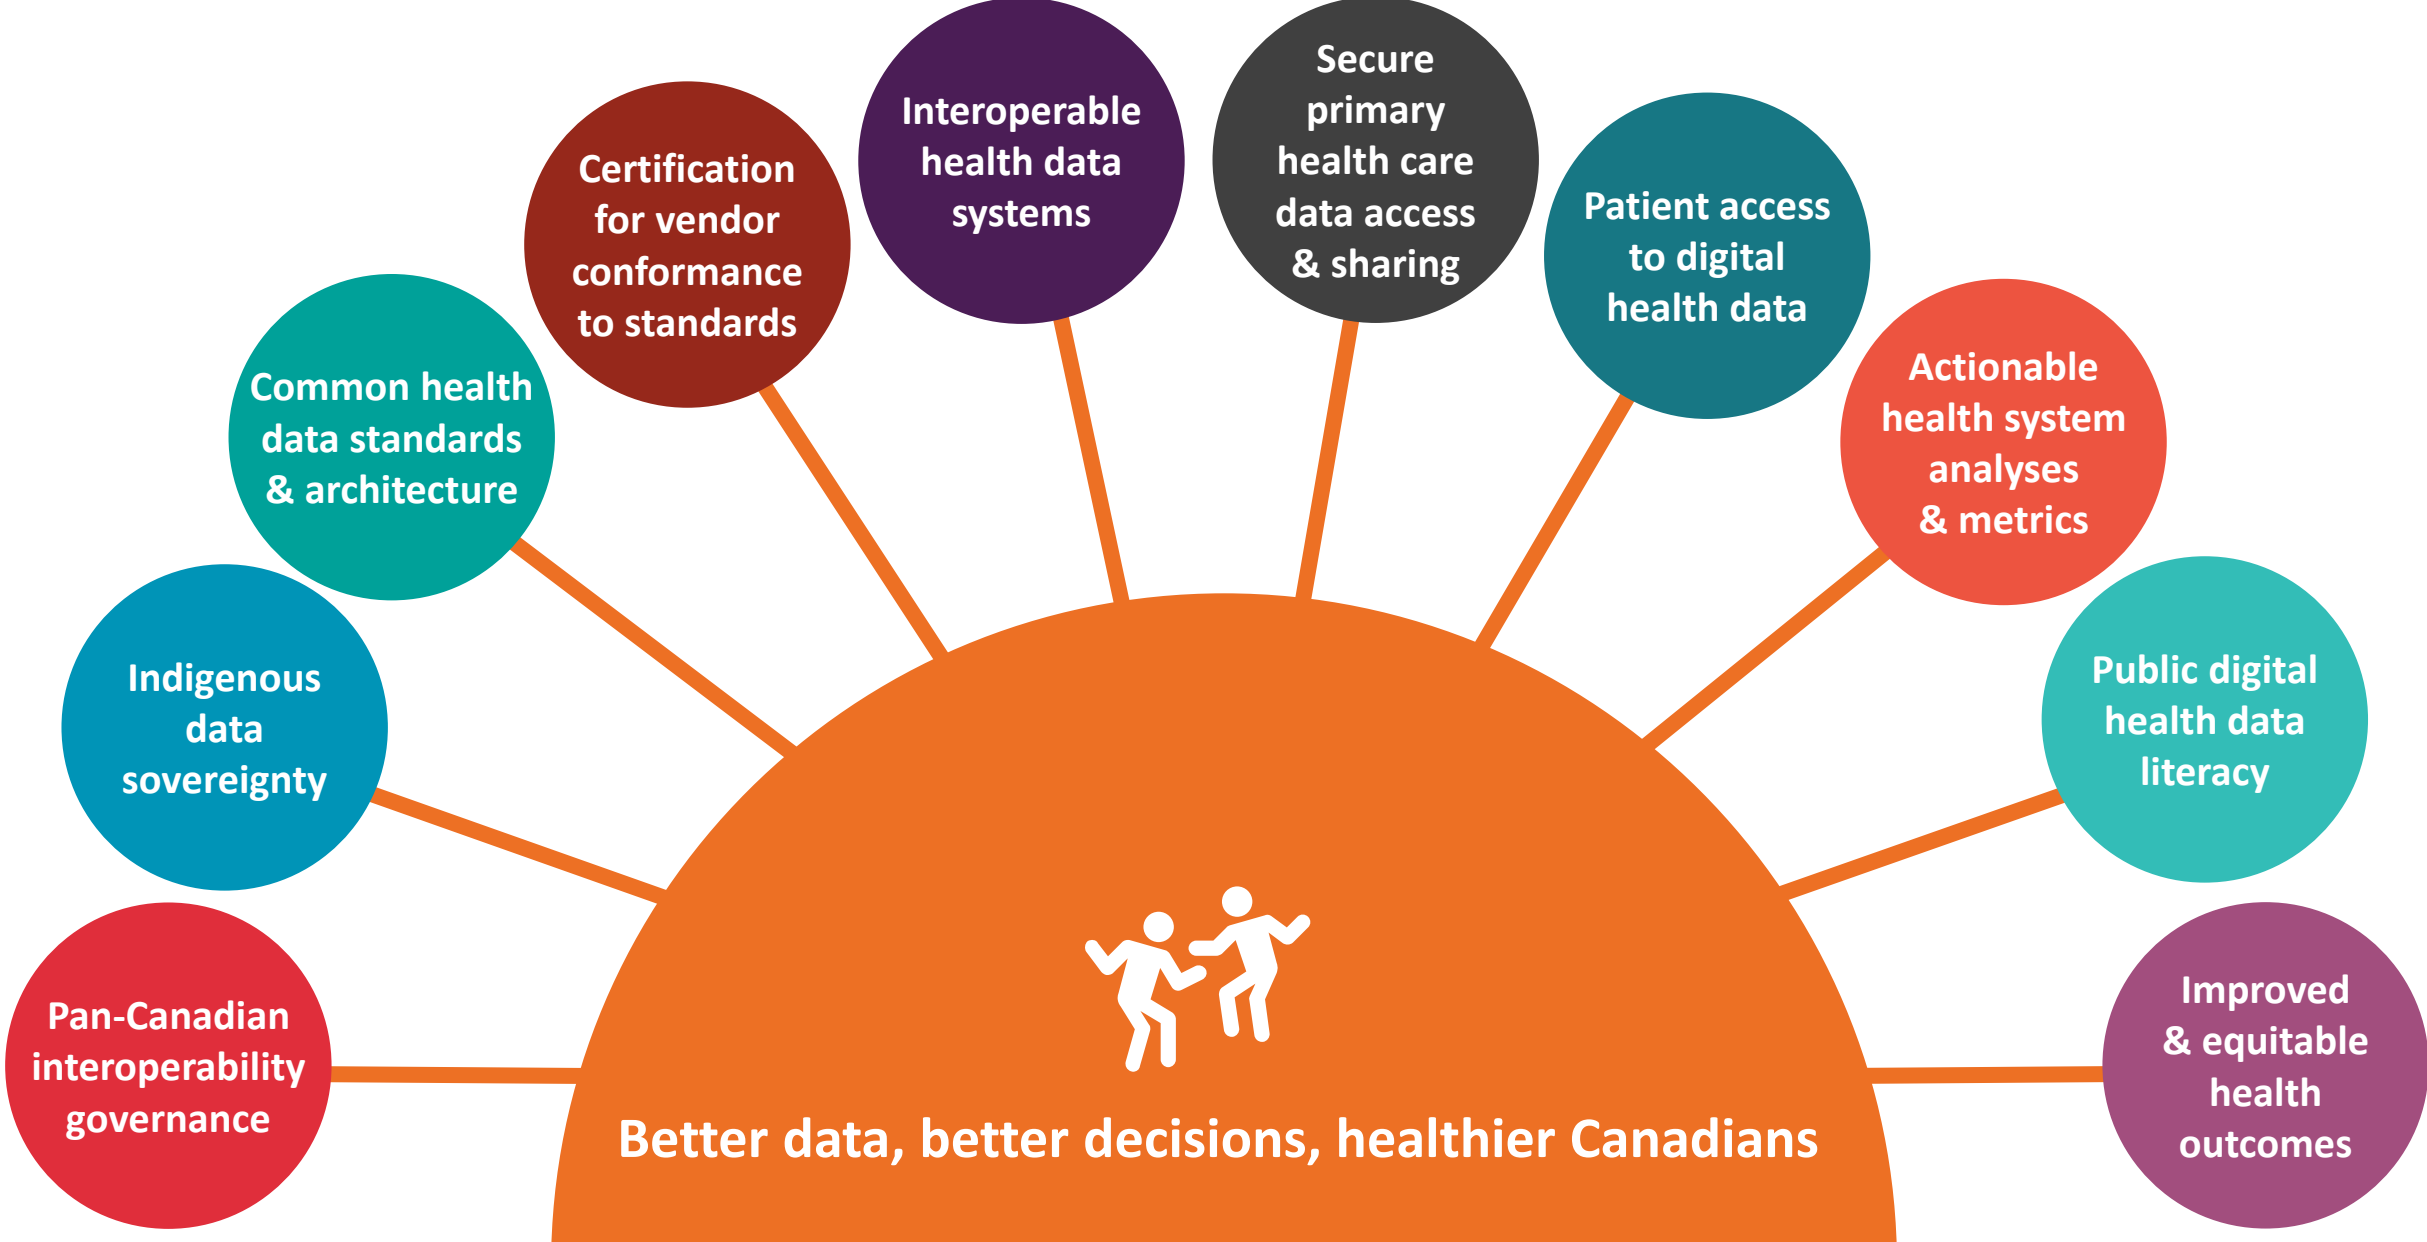 Pan-Canadian
interoperability
governance
Indigenous
data
sovereignty
Common health
data standards
& architecture
Certification
for vendor
conformance
to standards
Interoperable
health data
systems
Secure
primary
health care
data access
& sharing
Patient access
to digital
health data
Actionable
health system
analyses
& metrics
Public digital
health data
literacy
Improved
& equitable
health
outcomes
Better data, better decisions, healthier Canadians